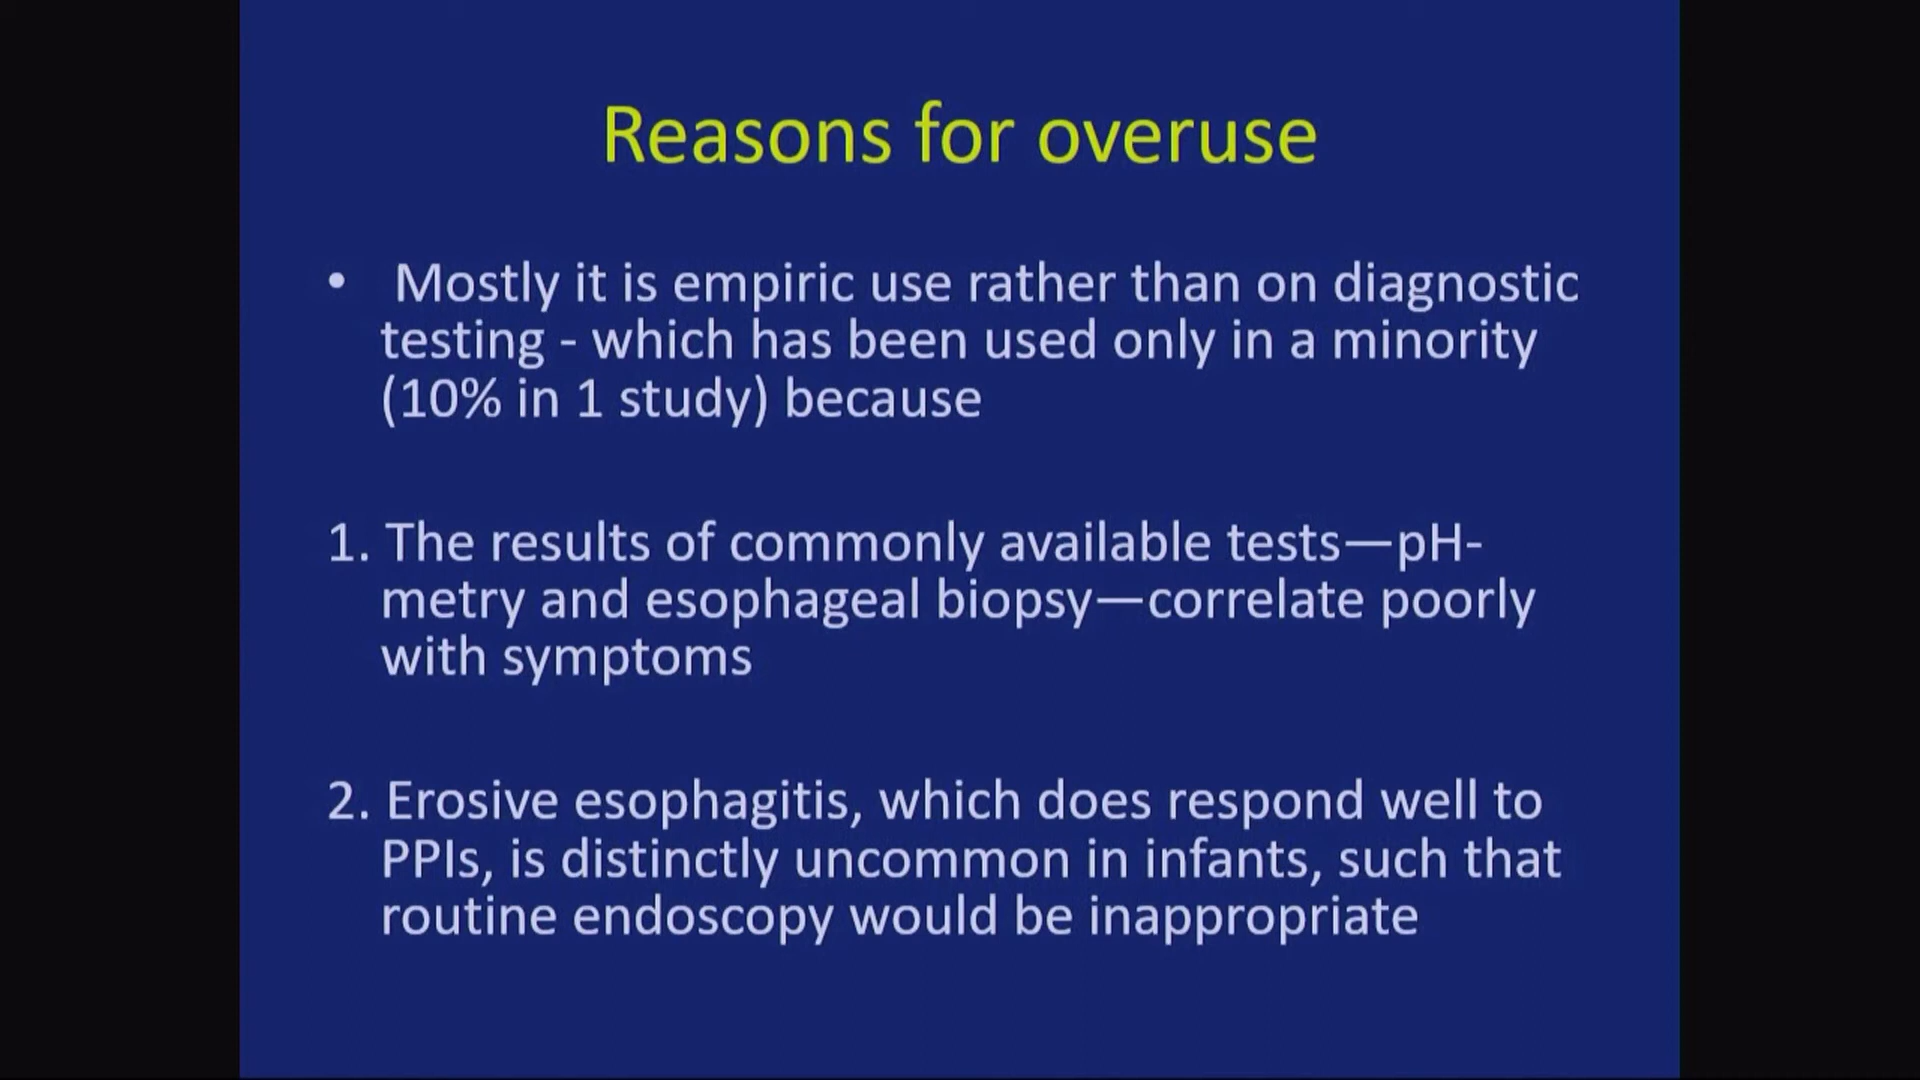 Reasons for overuse
• Mostly it is empiric use rather than on diagnostic
testing - which has been used only in a minority
(10% in 1 study) because
1. The results of commonly available tests—pH-
metry and esophageal biopsy—correlate poorly
with symptoms
2. Erosive esophagitis, which does respond well to
PPIs, is distinctly uncommon in infants, such that
routine endoscopy would be inappropriate